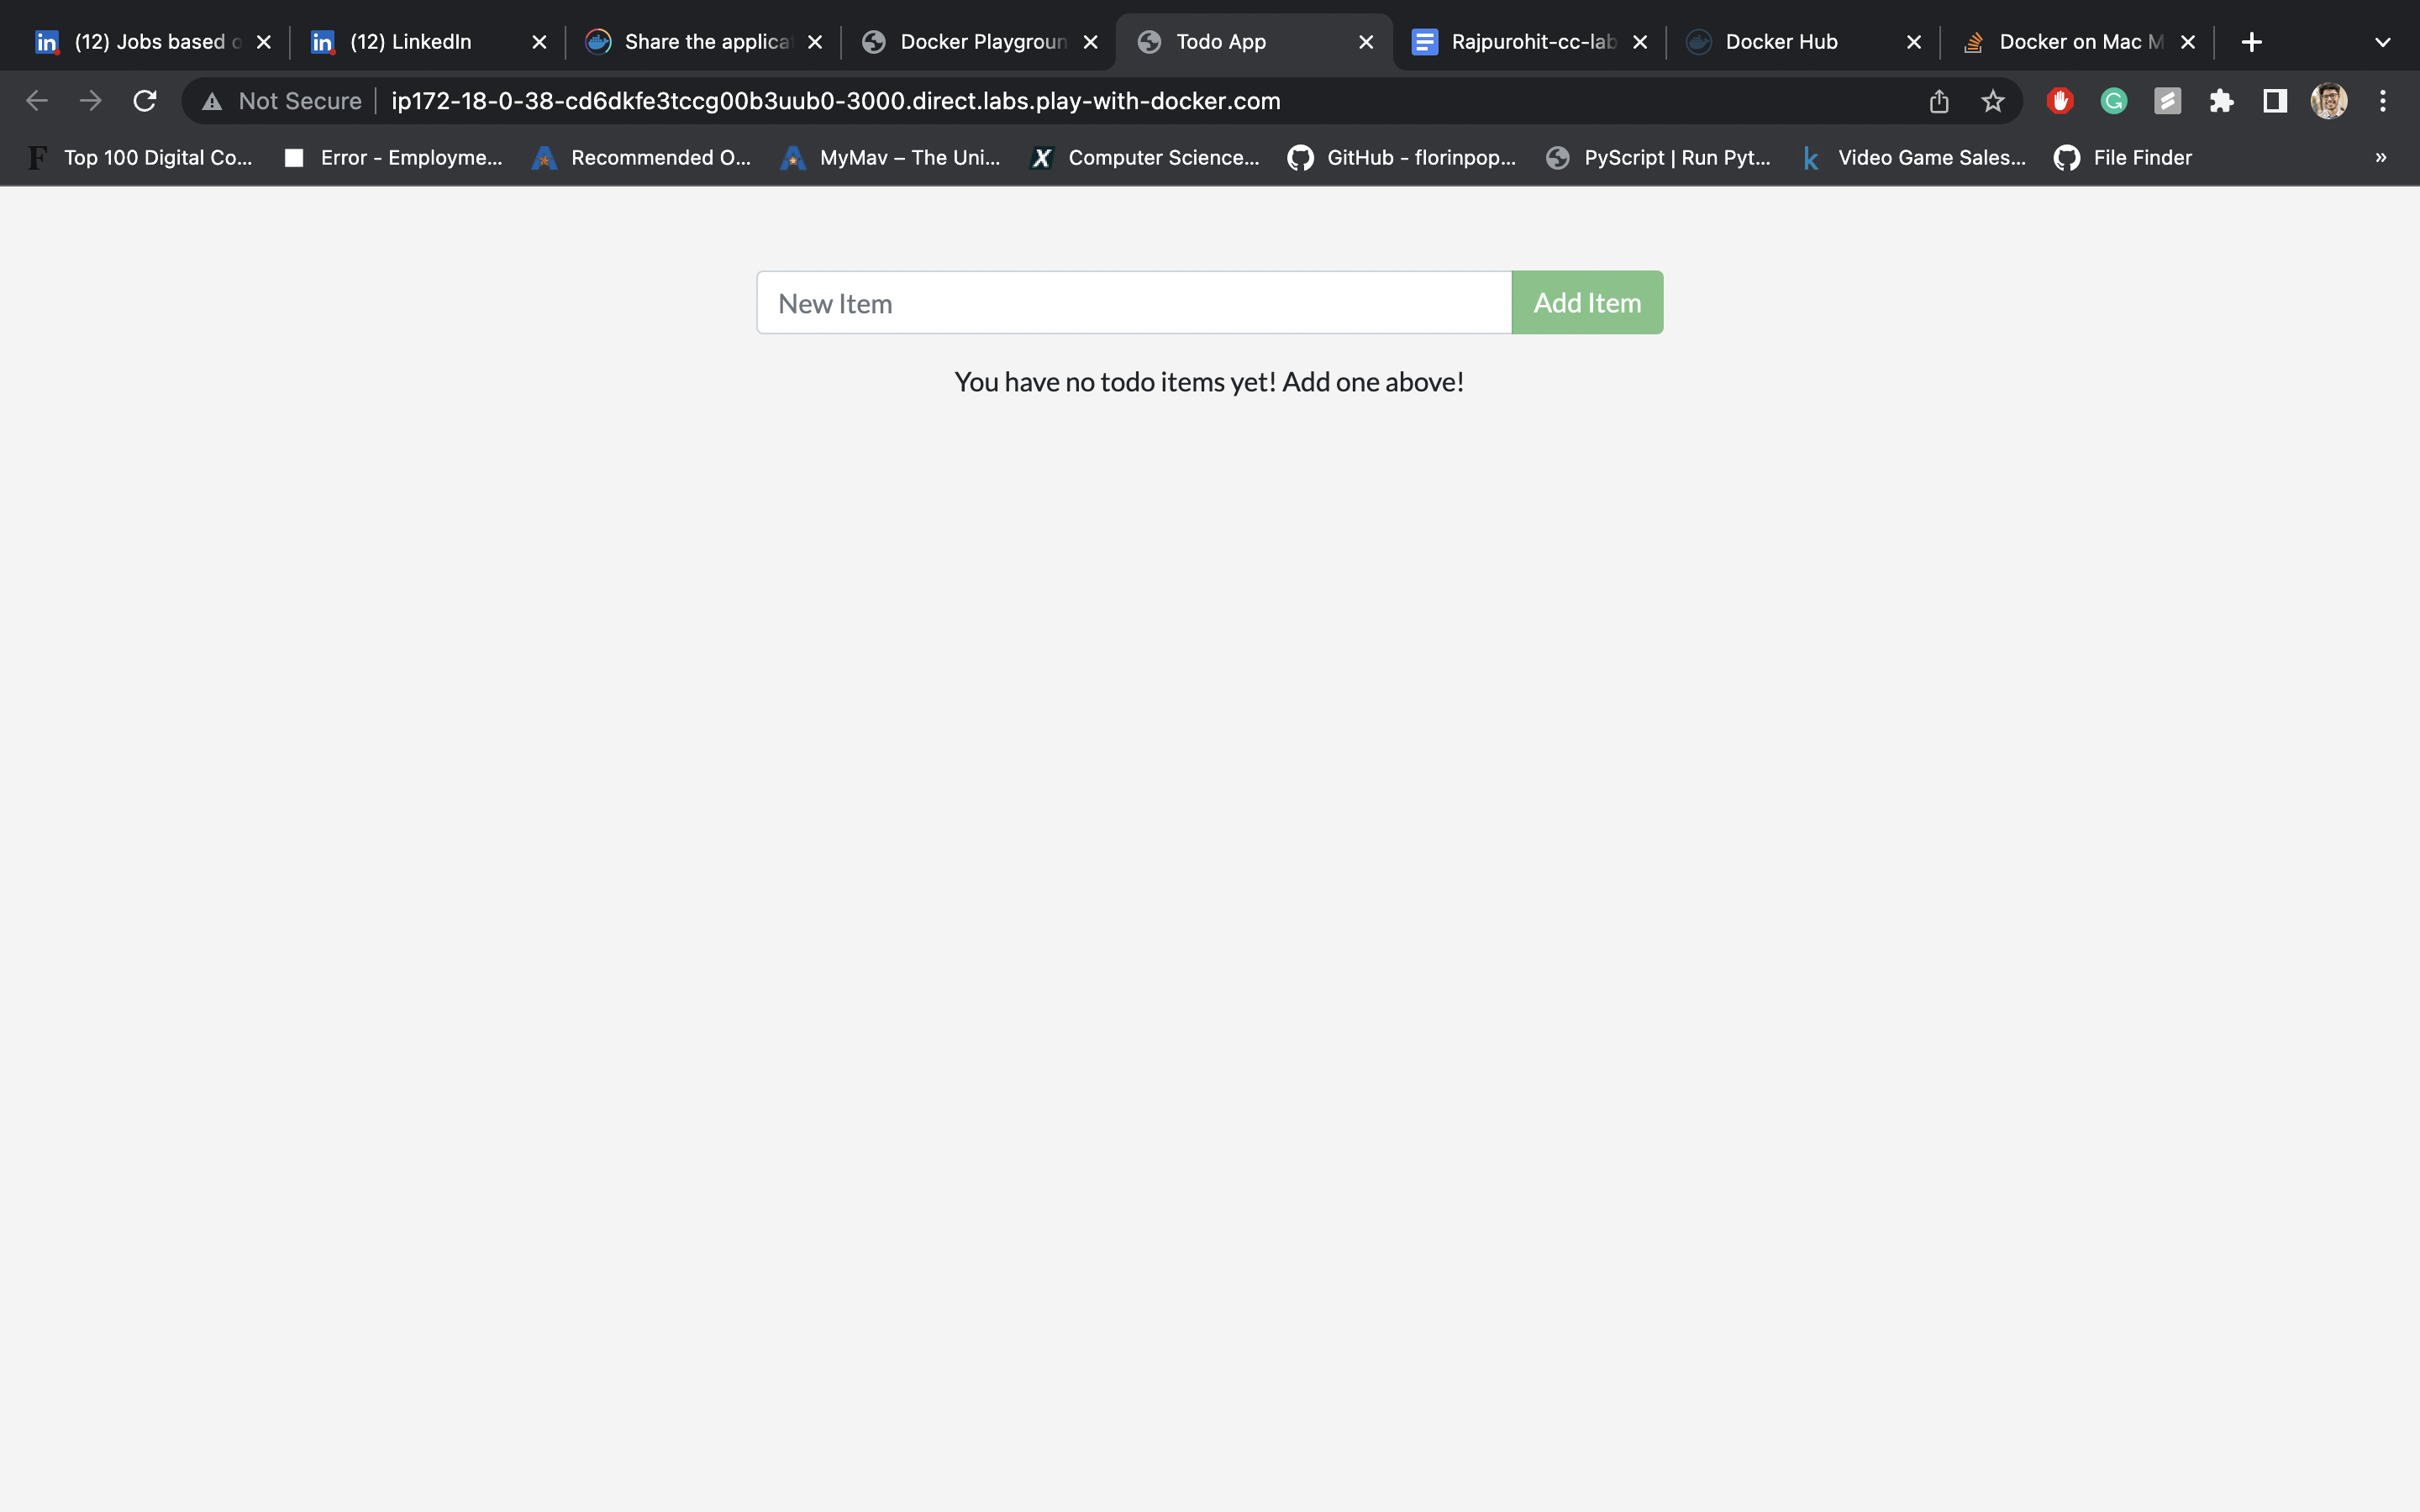 (12) Jobs based o
(12) LinkedIn
Share the applica
Docker Playgroun
Todo App
Rajpurohit-cc-lab
Docker Hub
Docker on Mac M
Not Secure
ip172-18-0-38-cd6dkfe3tccg00b3uub0-3000.direct.labs.play-with-docker.com
Top 100 Digital Co...
Error - Employme...
Recommended O...
MyMav – The Uni...
Computer Science...
GitHub - florinpop...
PyScript | Run Pyt...
Video Game Sales...
File Finder
»
New Item
Add Item
You have no todo items yet! Add one above!